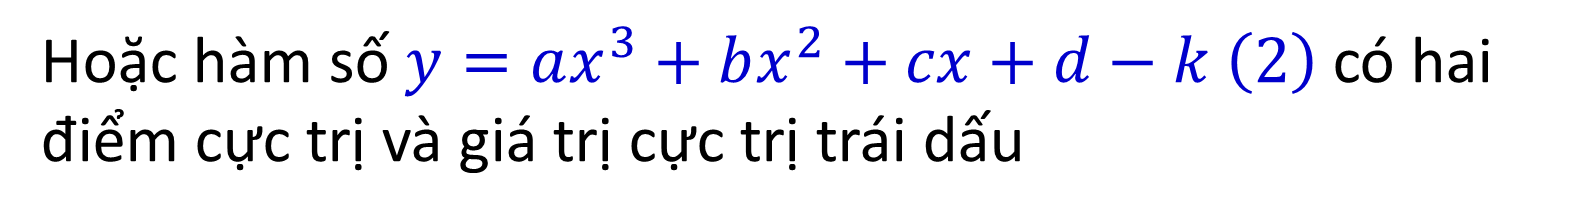 Hoặc hàm số y = ax³ + bx² + cx + d − k (2) có hai
điểm cực trị và giá trị cực trị trái dấu